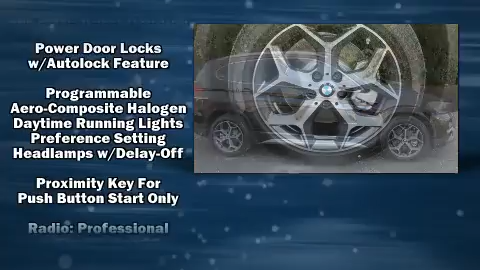 Power Door Locks
w/Autolock Feature
Programmable
Aero-Composite Halogen
Daytime Running Lights
Preference Setting
Headlamps w/Delay-Off
Proximity Key For
Push Button Start Only
Radio: Professional